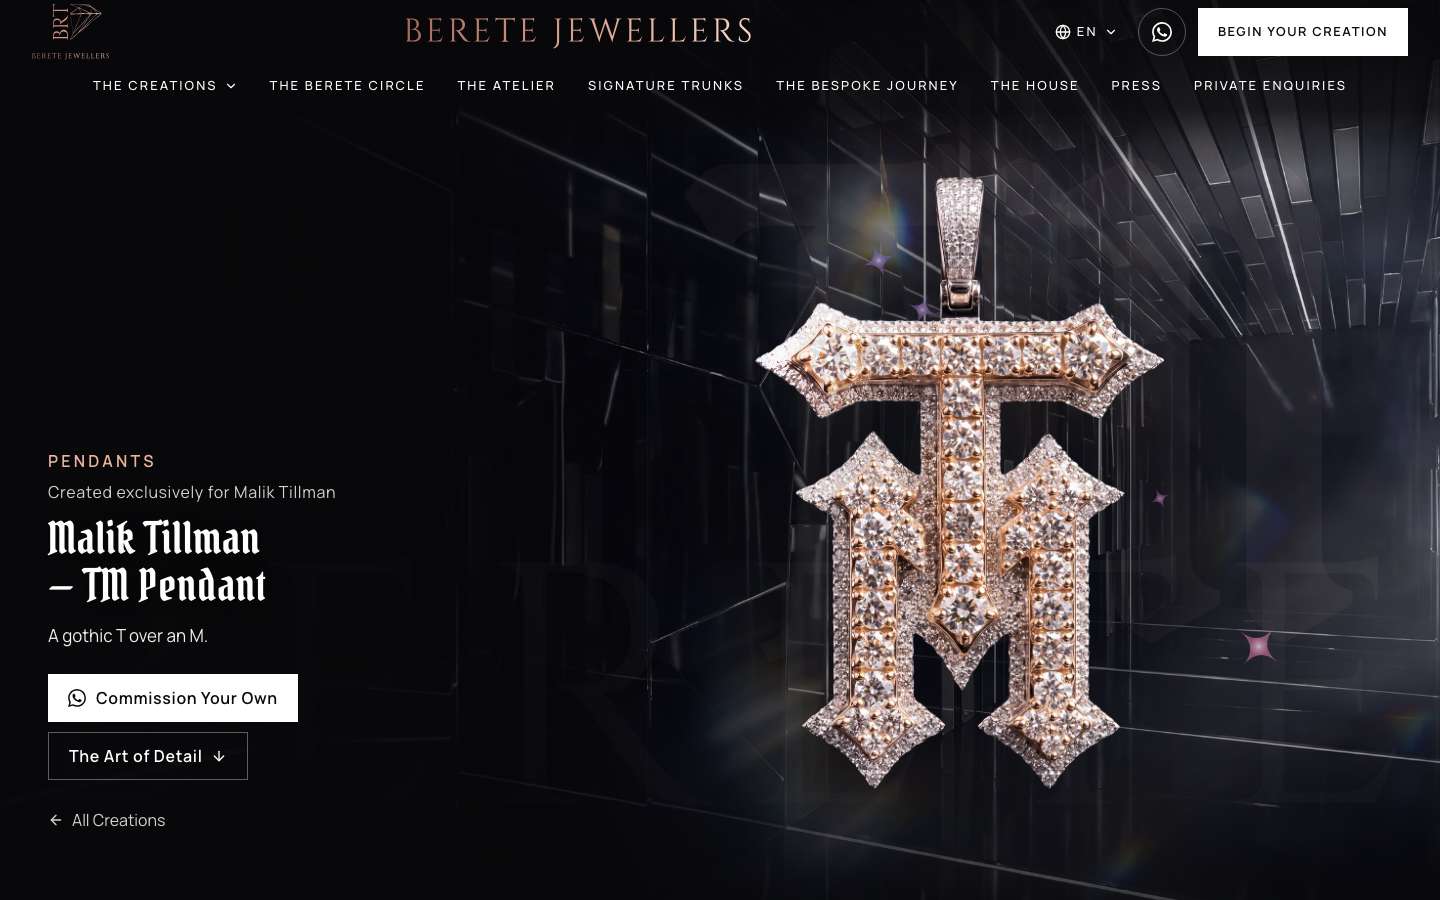 BRT
BERETE JEWELLERS
BERETE JEWELLERS
EN
BEGIN YOUR CREATION
THE CREATIONS
THE BERETE CIRCLE
THE ATELIER
SIGNATURE TRUNKS
THE BESPOKE JOURNEY
THE HOUSE
PRESS
PRIVATE ENQUIRIES
PENDANTS
Created exclusively for Malik Tillman
Malik Tillman
— TM Pendant
A gothic T over an M.
Commission Your Own
The Art of Detail
All Creations
TM